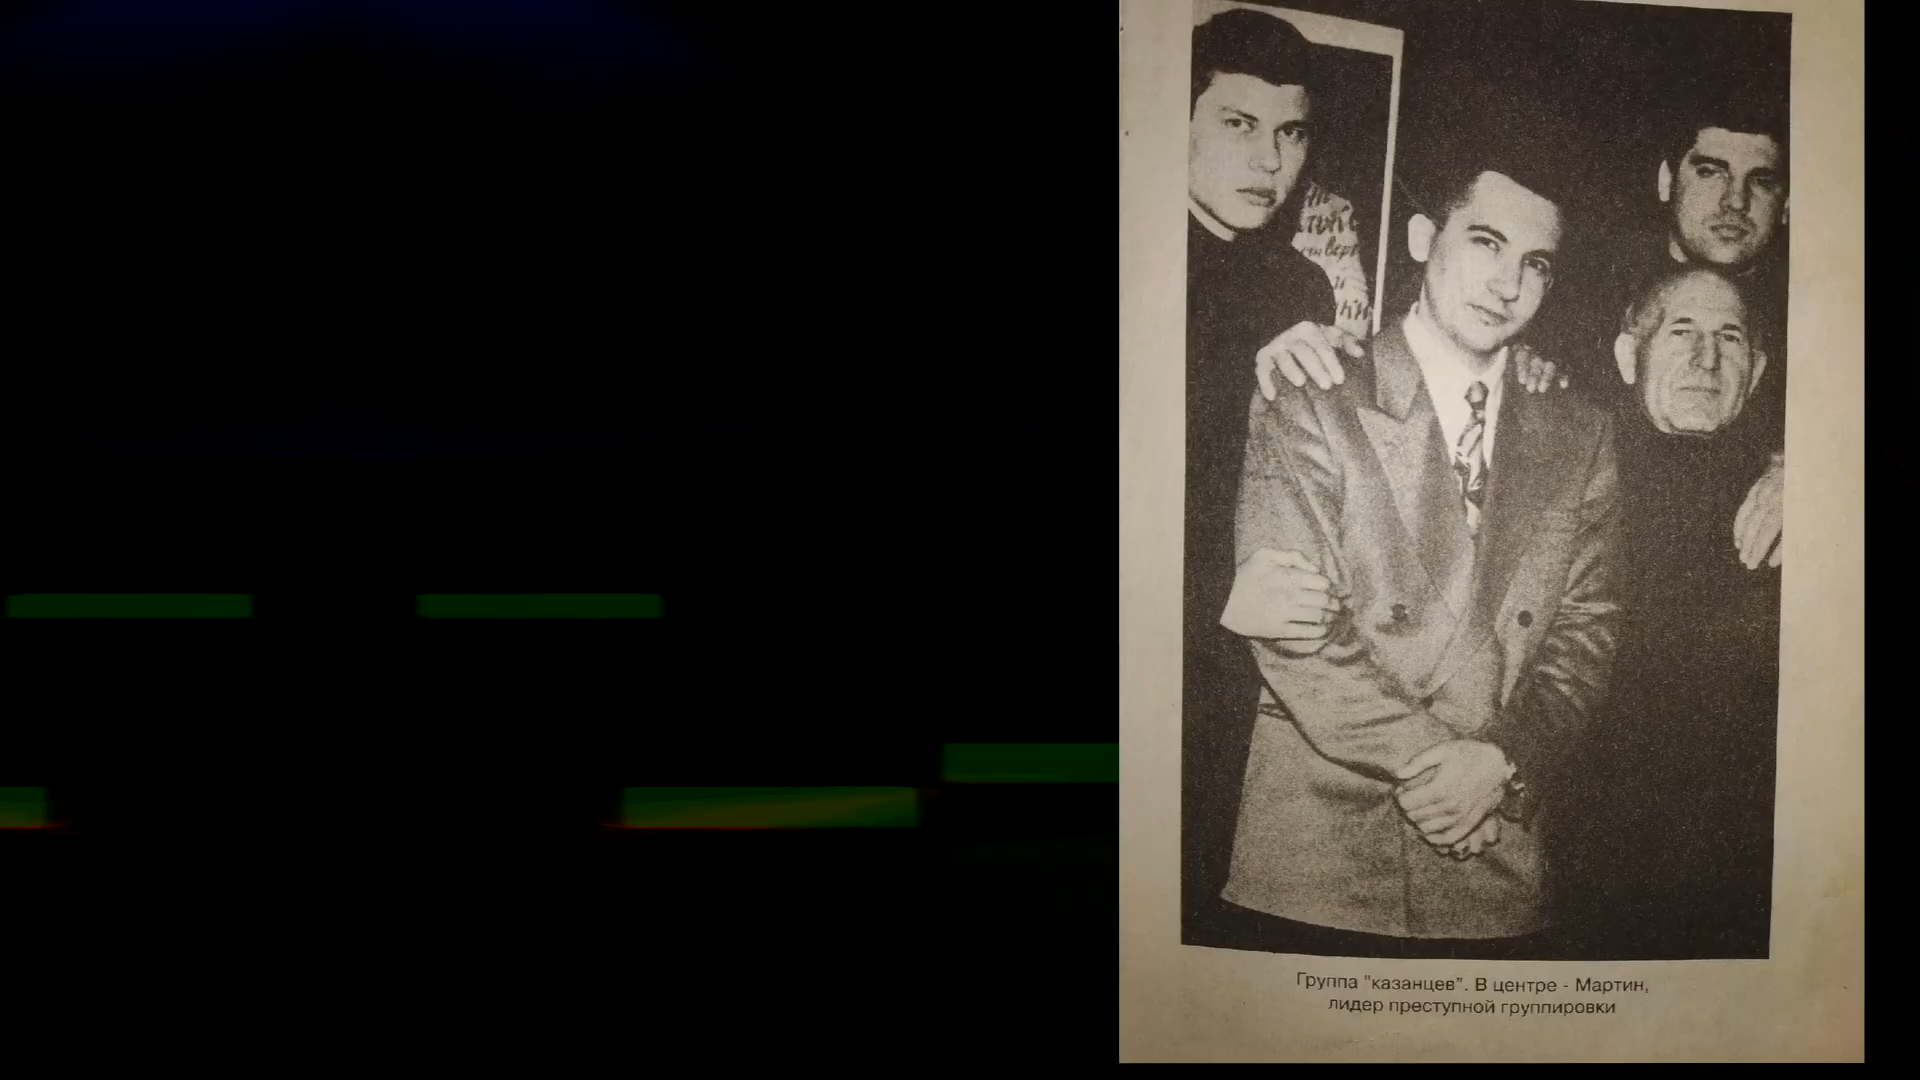 Группа "казанцев". В центре - Мартин,
лидер преступной группировки